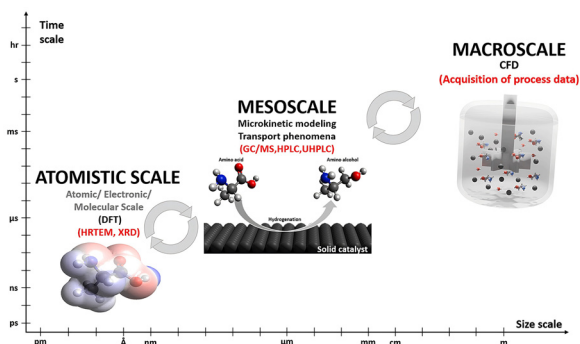 Time
scale
hr
s
ms
µs
ns
ps
MACROSCALE
CFD
(Acquisition of process data)
MESOSCALE
Microkinetic modeling
Transport phenomena
(GC/MS,HPLC,UHPLC)
Amino acid
Amino alcohol
Hydrogenation
Solid catalyst
ATOMISTIC SCALE
Atomic/ Electronic/
Molecular Scale
(DFT)
(HRTEM, XRD)
Size scale
pm Å nm µm mm cm m